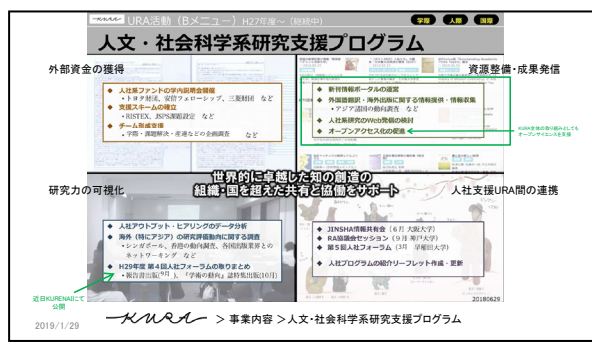 KURA URA活動（Bメニュー）H27年度～（継続中） 学際 人際 国際
人文・社会科学系研究支援プログラム
外部資金の獲得
◆ 人社系ファンドの学内説明会開催
・トヨタ財団、安倍フェローシップ、三菱財団 など
◆ 支援スキームの確立
・RISTEX、JSPS課題設定 など
◆ チーム形成支援
・学際・課題解決・産連などの企画調査 など
資源整備・成果発信
◆ 新刊情報ポータルの運営
◆ 外国語翻訳・海外出版に関する情報提供・情報収集
・アジア諸国の動向調査 など
◆ 人社系研究のWeb発信の検討
◆ オープンアクセス化の促進
KURA全体の取り組みとしても
オープンサイエンスを支援
世界的に卓越した知の創造の
組織・国を超えた共有と協働をサポート
研究力の可視化
◆ 人社アウトプット・ヒアリングのデータ分析
◆ 海外（特にアジア）の研究評価動向に関する調査
・シンガポール、香港の動向調査、各国出版業界との
ネットワーキング など
◆ H29年度 第4回人社フォーラムの取りまとめ
・報告書出版(9月)、『学術の動向』誌特集出版(10月)
近日KURENAIにて
公開
人社支援URA間の連携
◆ JINSHA情報共有会（6月 大阪大学）
◆ RA協議会セッション（9月 神戸大学）
◆ 第5回人社フォーラム（3月 早稲田大学）
◆ 人社プログラムの紹介リーフレット作成・更新
20180629
2019/1/29
KURA ＞事業内容＞人文・社会科学系研究支援プログラム